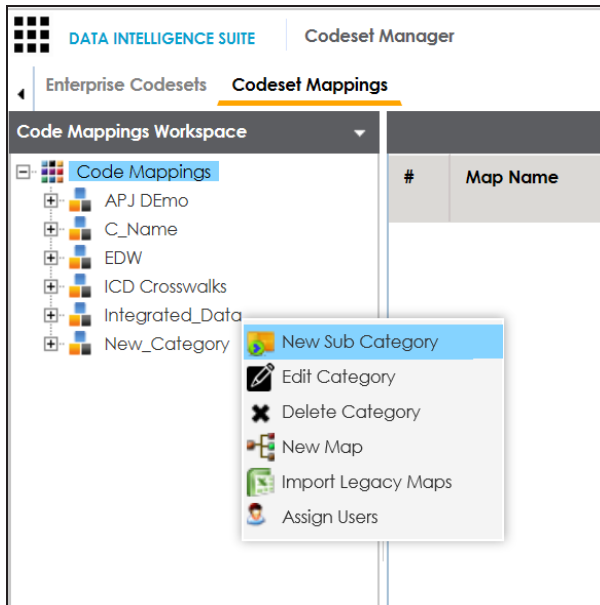 DATA INTELLIGENCE SUITE Codeset Manager
Enterprise Codesets Codeset Mappings
Code Mappings Workspace
# Map Name
Code Mappings
APJ DEmo
C_Name
EDW
ICD Crosswalks
Integrated_Data
New_Category
New Sub Category
Edit Category
Delete Category
New Map
Import Legacy Maps
Assign Users